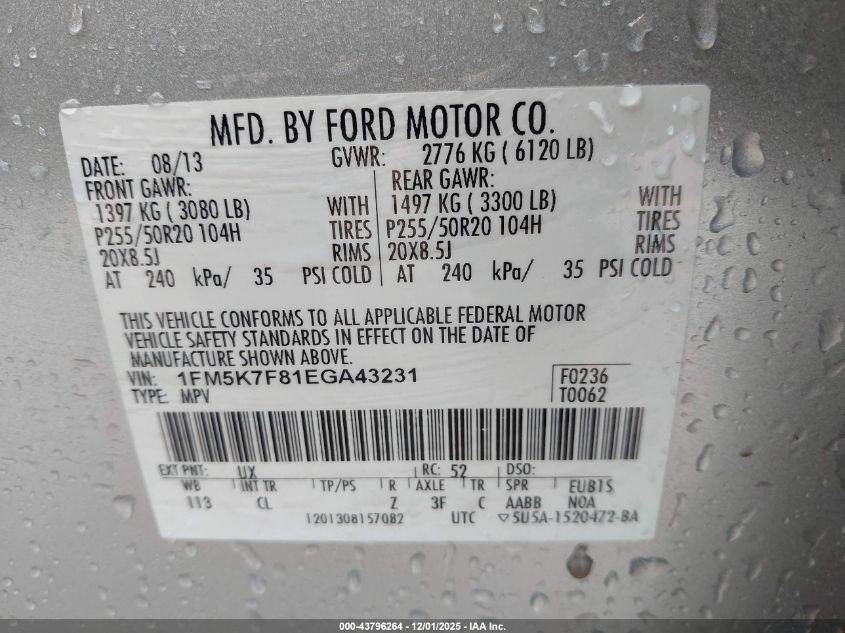 MFD. BY FORD MOTOR CO.
DATE: 08/13 GVWR: 2776 KG ( 6120 LB)
FRONT GAWR: REAR GAWR:
1397 KG ( 3080 LB) WITH 1497 KG ( 3300 LB) WITH
P255/50R20 104H TIRES P255/50R20 104H TIRES
20X8.5J RIMS 20X8.5J RIMS
AT 240 kPa/ 35 PSI COLD AT 240 kPa/ 35 PSI COLD
THIS VEHICLE CONFORMS TO ALL APPLICABLE FEDERAL MOTOR
VEHICLE SAFETY STANDARDS IN EFFECT ON THE DATE OF
MANUFACTURE SHOWN ABOVE.
VIN: 1FM5K7F81EGA43231 F0236
TYPE: MPV T0062
EXT PNT: UX RC: 52 DSO:
WB INT TR TP/PS R AXLE TR SPR EUB1S
113 CL Z 3F C AABB NOA
1201308157082 UTC ▽5U5A-1520472-BA
000-43796264 - 12/01/2025 - IAA Inc.